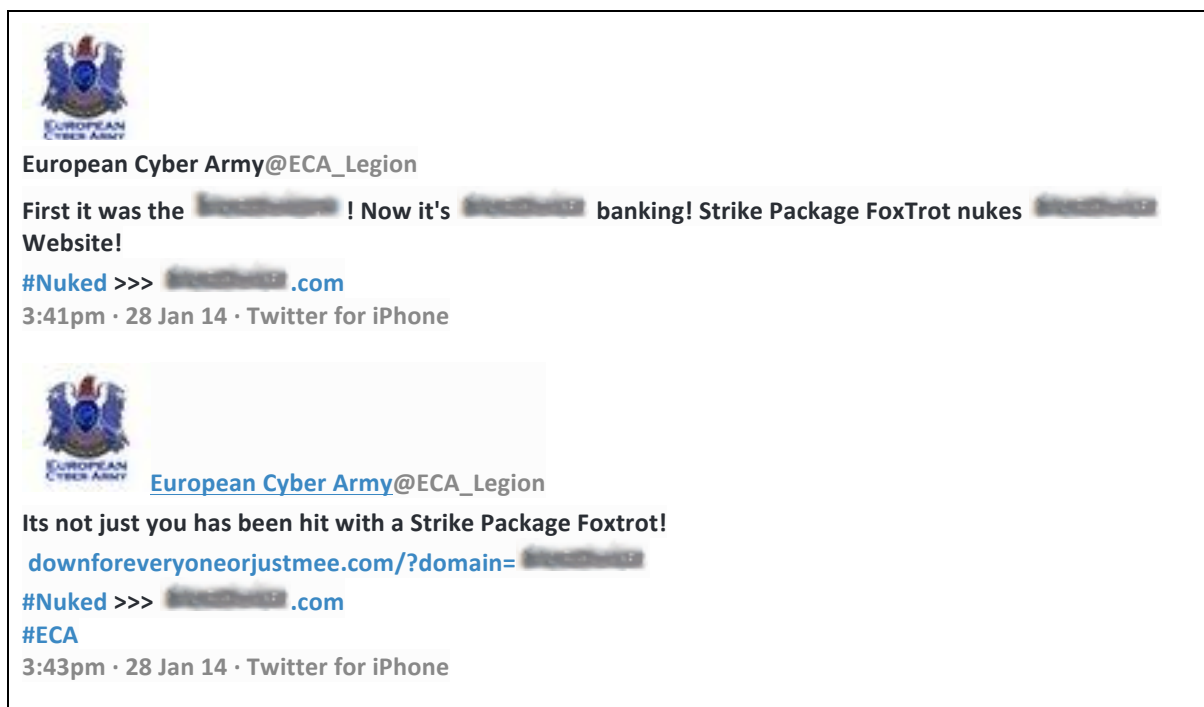 EUROPEAN
CYBER ARMY
European Cyber Army@ECA_Legion
First it was the ! Now it's banking! Strike Package FoxTrot nukes
Website!
#Nuked >>> .com
3:41pm · 28 Jan 14 · Twitter for iPhone
EUROPEAN
CYBER ARMY
European Cyber Army@ECA_Legion
Its not just you has been hit with a Strike Package Foxtrot!
downforeveryoneorjustmee.com/?domain=
#Nuked >>> .com
#ECA
3:43pm · 28 Jan 14 · Twitter for iPhone